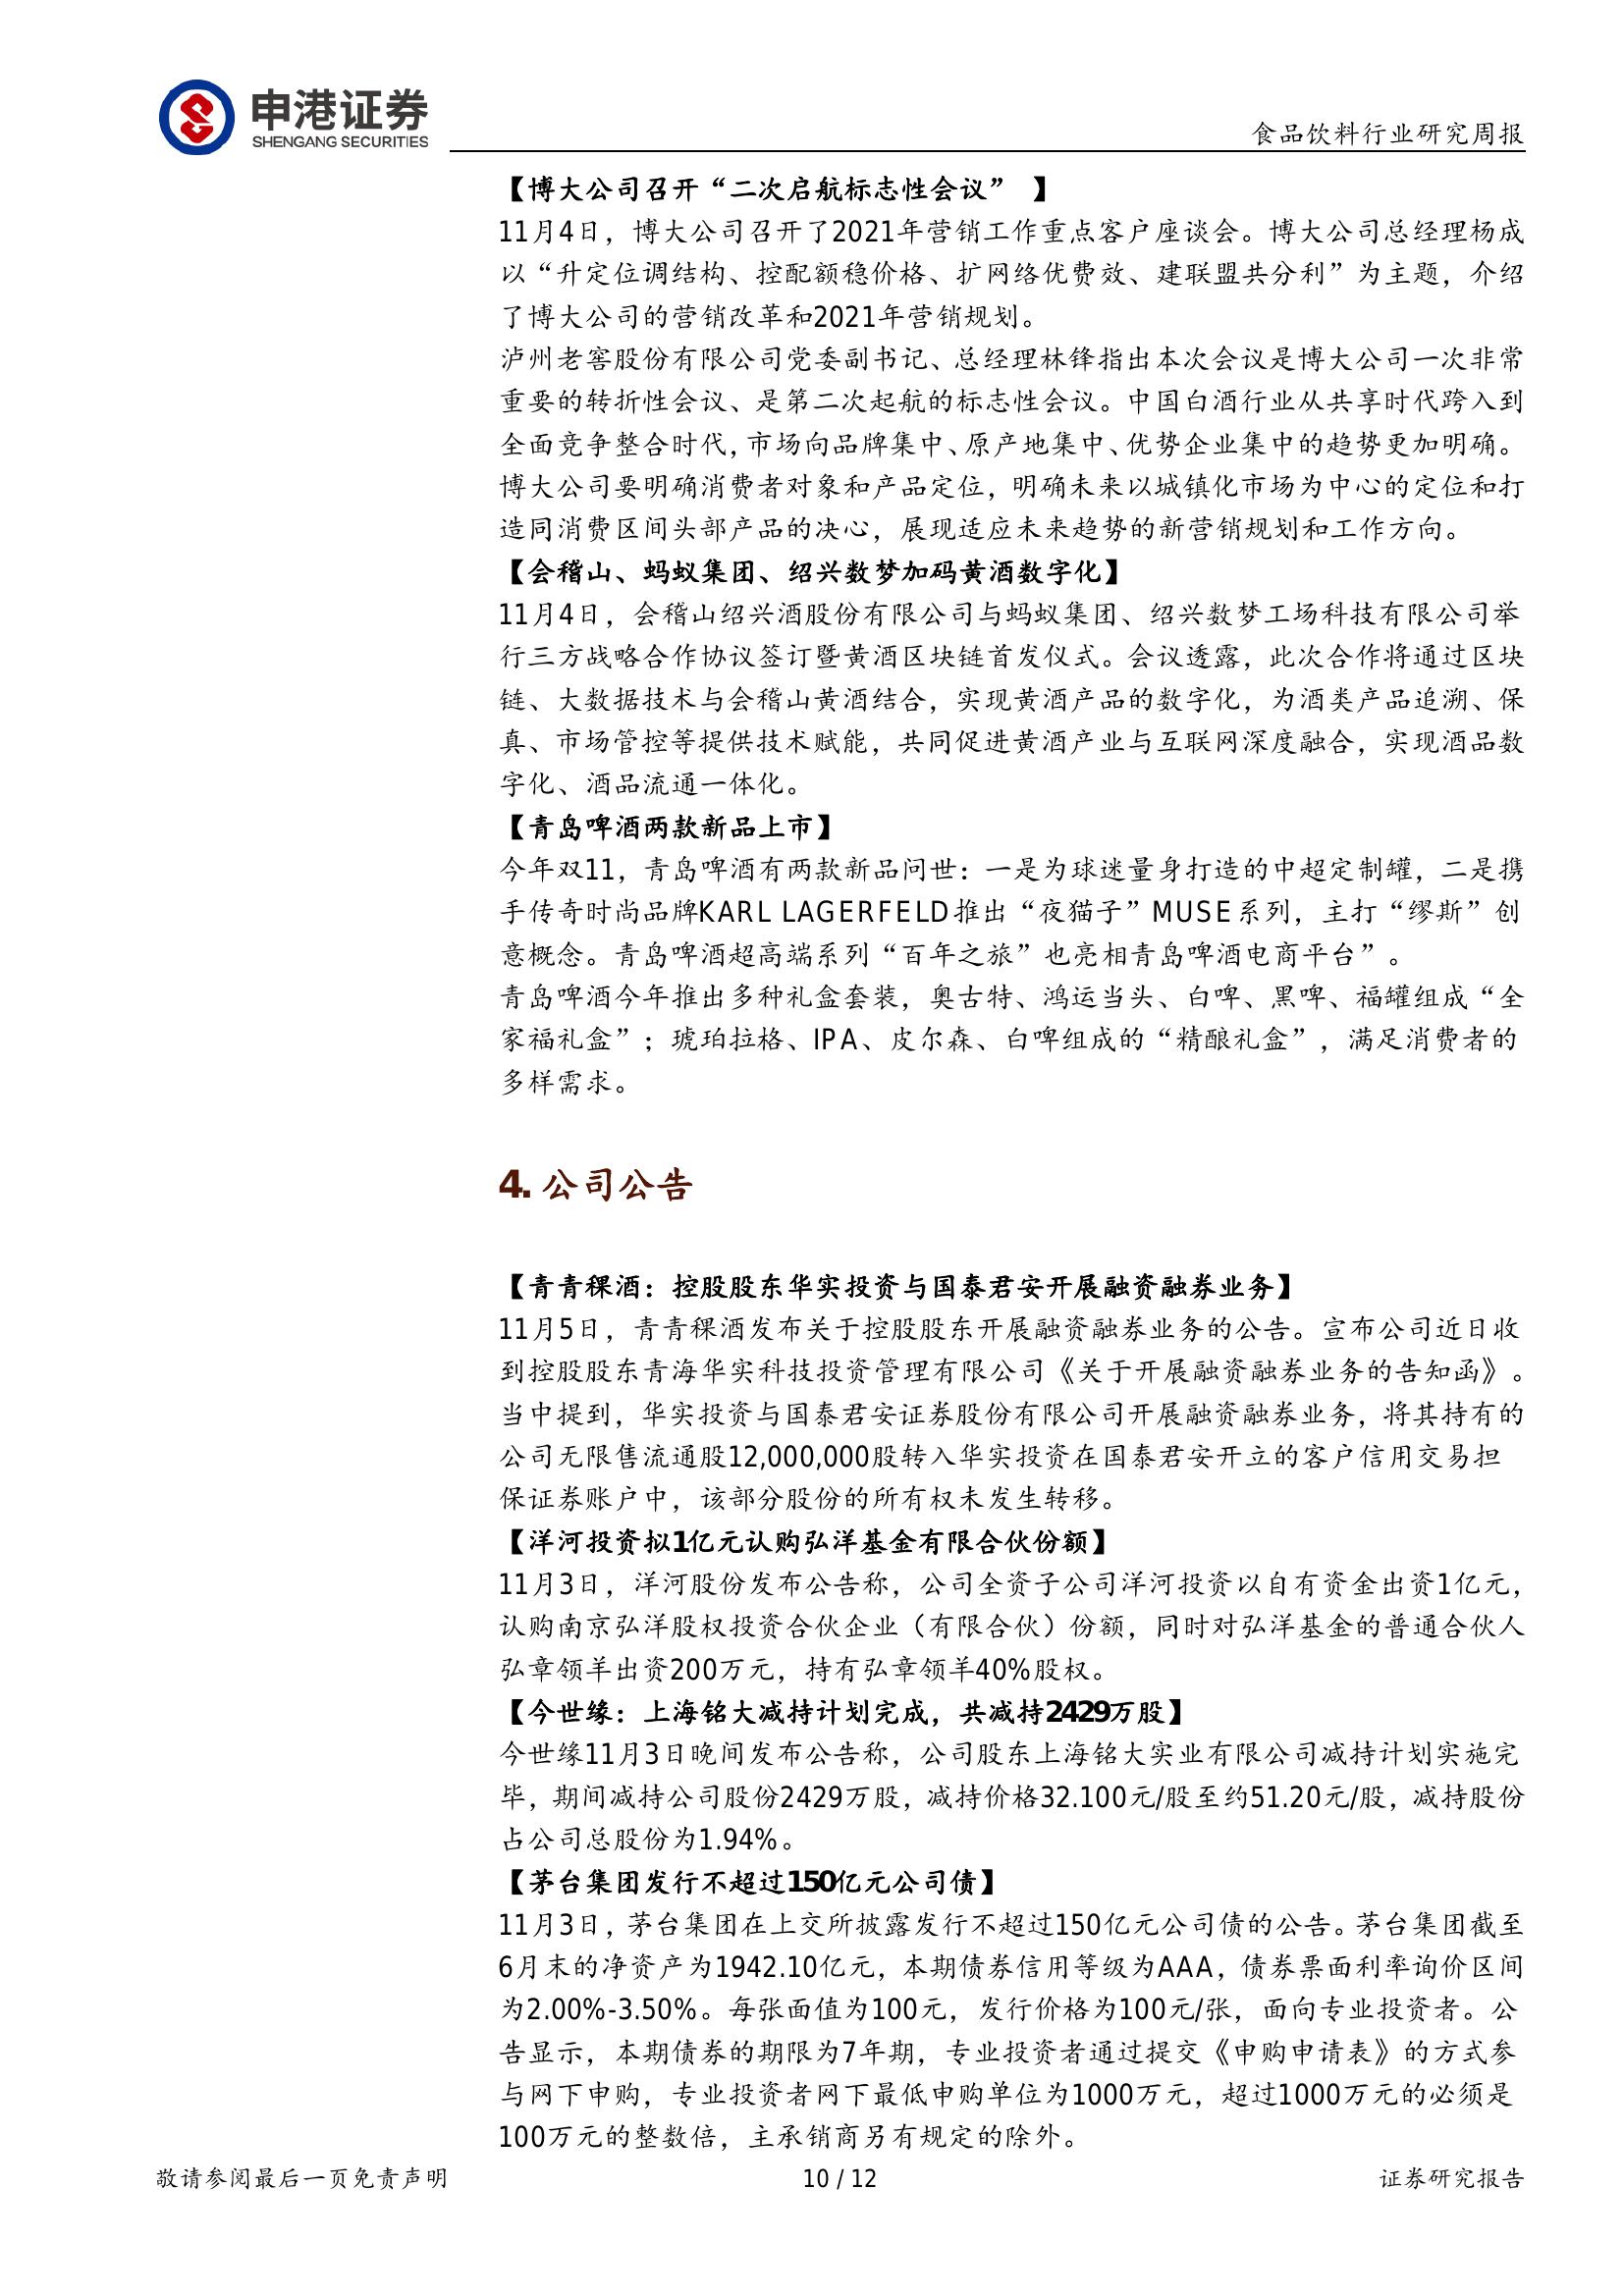 申港证券
SHENGANG SECURITIES
食品饮料行业研究周报
【博大公司召开“二次启航标志性会议” 】
11月4日，博大公司召开了2021年营销工作重点客户座谈会。博大公司总经理杨成
以“升定位调结构、控配额稳价格、扩网络优费效、建联盟共分利”为主题，介绍
了博大公司的营销改革和2021年营销规划。
泸州老窖股份有限公司党委副书记、总经理林锋指出本次会议是博大公司一次非常
重要的转折性会议、是第二次起航的标志性会议。中国白酒行业从共享时代跨入到
全面竞争整合时代，市场向品牌集中、原产地集中、优势企业集中的趋势更加明确。
博大公司要明确消费者对象和产品定位，明确未来以城镇化市场为中心的定位和打
造同消费区间头部产品的决心，展现适应未来趋势的新营销规划和工作方向。
【会稽山、蚂蚁集团、绍兴数梦加码黄酒数字化】
11月4日，会稽山绍兴酒股份有限公司与蚂蚁集团、绍兴数梦工场科技有限公司举
行三方战略合作协议签订暨黄酒区块链首发仪式。会议透露，此次合作将通过区块
链、大数据技术与会稽山黄酒结合，实现黄酒产品的数字化，为酒类产品追溯、保
真、市场管控等提供技术赋能，共同促进黄酒产业与互联网深度融合，实现酒品数
字化、酒品流通一体化。
【青岛啤酒两款新品上市】
今年双11，青岛啤酒有两款新品问世：一是为球迷量身打造的中超定制罐，二是携
手传奇时尚品牌KARL LAGERFELD推出“夜猫子”MUSE系列，主打“缪斯”创
意概念。青岛啤酒超高端系列“百年之旅”也亮相青岛啤酒电商平台”。
青岛啤酒今年推出多种礼盒套装，奥古特、鸿运当头、白啤、黑啤、福罐组成“全
家福礼盒”；琥珀拉格、IPA、皮尔森、白啤组成的“精酿礼盒”，满足消费者的
多样需求。
4. 公司公告
【青青稞酒：控股股东华实投资与国泰君安开展融资融券业务】
11月5日，青青稞酒发布关于控股股东开展融资融券业务的公告。宣布公司近日收
到控股股东青海华实科技投资管理有限公司《关于开展融资融券业务的告知函》。
当中提到，华实投资与国泰君安证券股份有限公司开展融资融券业务，将其持有的
公司无限售流通股12,000,000股转入华实投资在国泰君安开立的客户信用交易担
保证券账户中，该部分股份的所有权未发生转移。
【洋河投资拟1亿元认购弘洋基金有限合伙份额】
11月3日，洋河股份发布公告称，公司全资子公司洋河投资以自有资金出资1亿元，
认购南京弘洋股权投资合伙企业（有限合伙）份额，同时对弘洋基金的普通合伙人
弘章领羊出资200万元，持有弘章领羊40%股权。
【今世缘：上海铭大减持计划完成，共减持2429万股】
今世缘11月3日晚间发布公告称，公司股东上海铭大实业有限公司减持计划实施完
毕，期间减持公司股份2429万股，减持价格32.100元/股至约51.20元/股，减持股份
占公司总股份为1.94%。
【茅台集团发行不超过150亿元公司债】
11月3日，茅台集团在上交所披露发行不超过150亿元公司债的公告。茅台集团截至
6月末的净资产为1942.10亿元，本期债券信用等级为AAA，债券票面利率询价区间
为2.00%-3.50%。每张面值为100元，发行价格为100元/张，面向专业投资者。公
告显示，本期债券的期限为7年期，专业投资者通过提交《申购申请表》的方式参
与网下申购，专业投资者网下最低申购单位为1000万元，超过1000万元的必须是
100万元的整数倍，主承销商另有规定的除外。
敬请参阅最后一页免责声明
10 / 12
证券研究报告